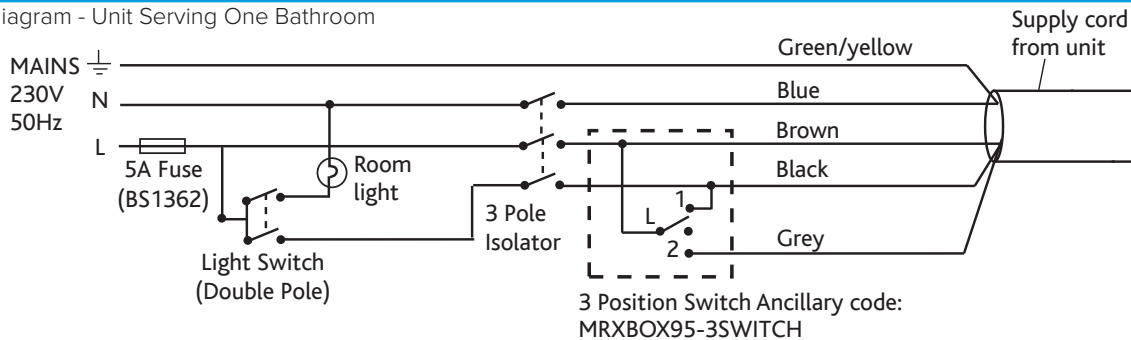 iagram - Unit Serving One Bathroom
Supply cord
from unit
Green/yellow
MAINS
230V
50Hz
N
L
Blue
Brown
Black
5A Fuse
(BS1362)
Room
light
3 Pole
Isolator
L
1
2
Grey
Light Switch
(Double Pole)
3 Position Switch Ancillary code:
MRXBOX95-3SWITCH